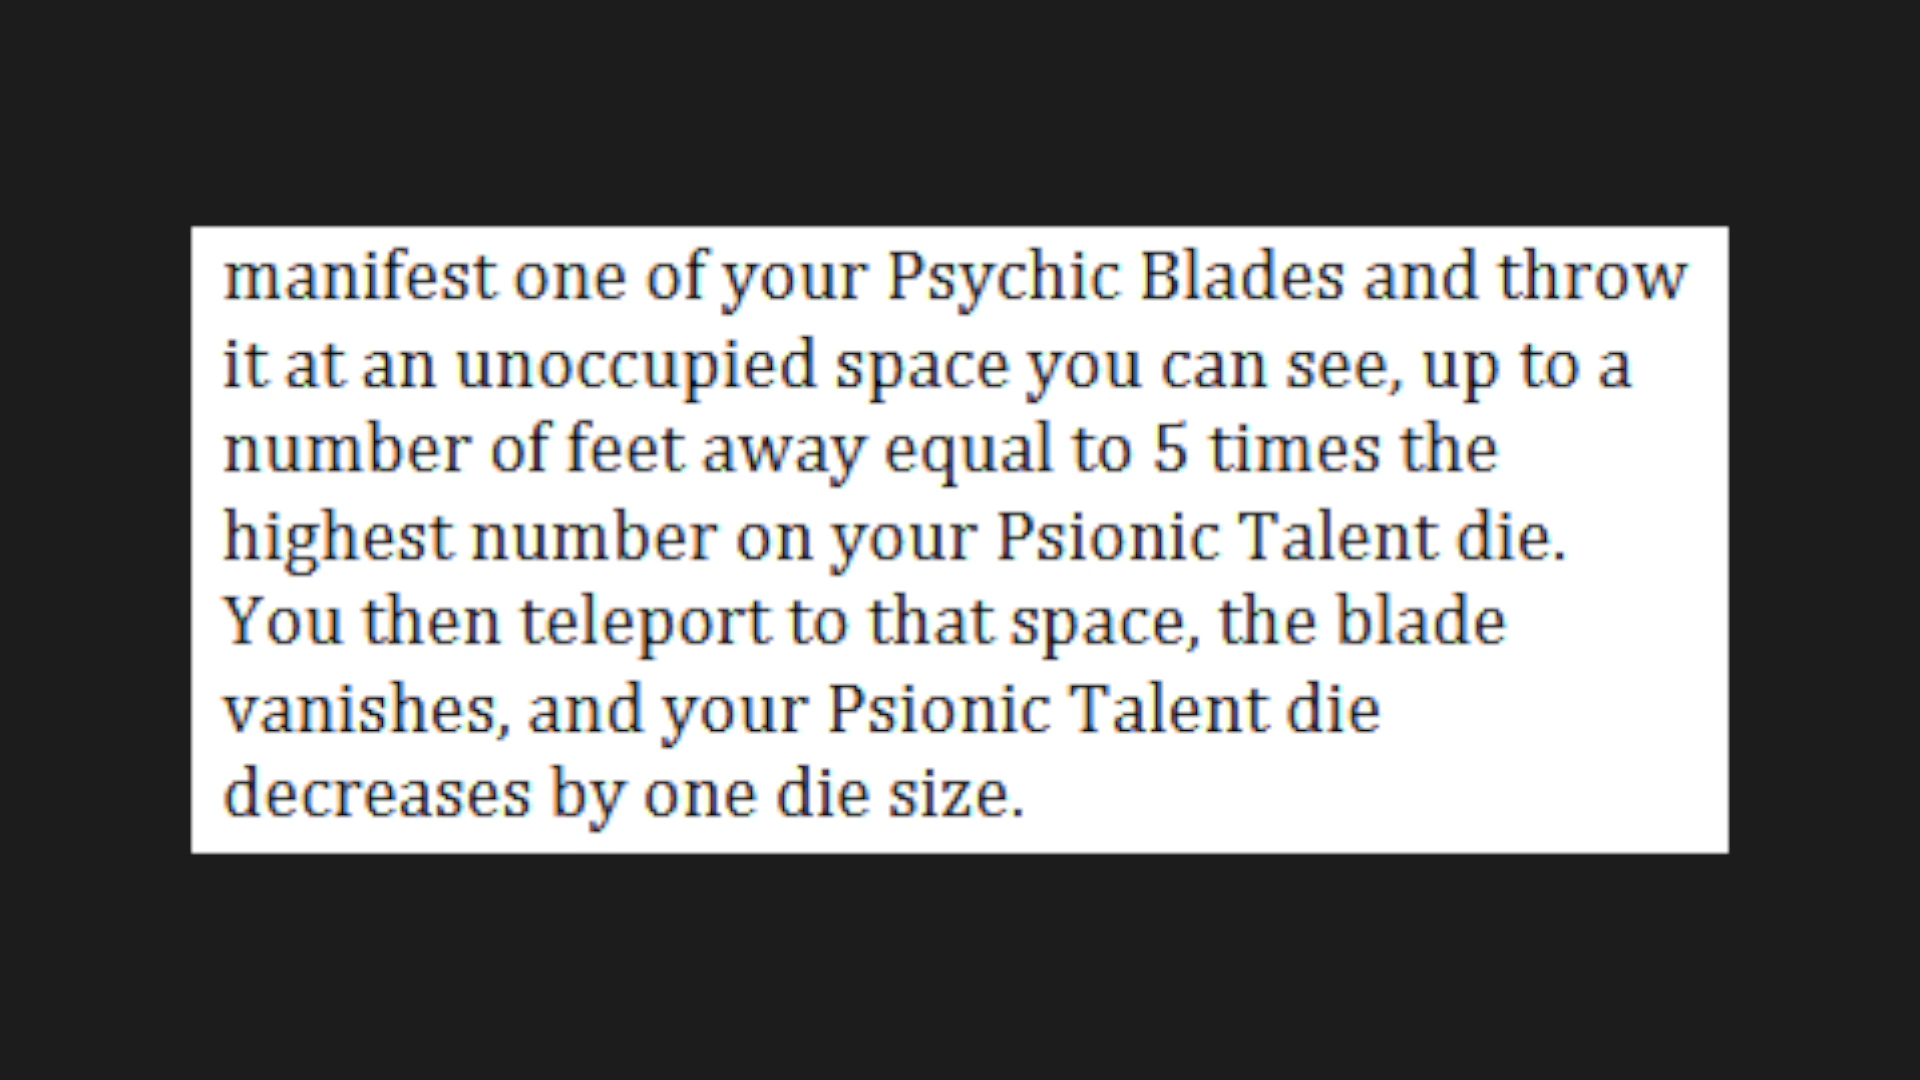 manifest one of your Psychic Blades and throw
it at an unoccupied space you can see, up to a
number of feet away equal to 5 times the
highest number on your Psionic Talent die.
You then teleport to that space, the blade
vanishes, and your Psionic Talent die
decreases by one die size.